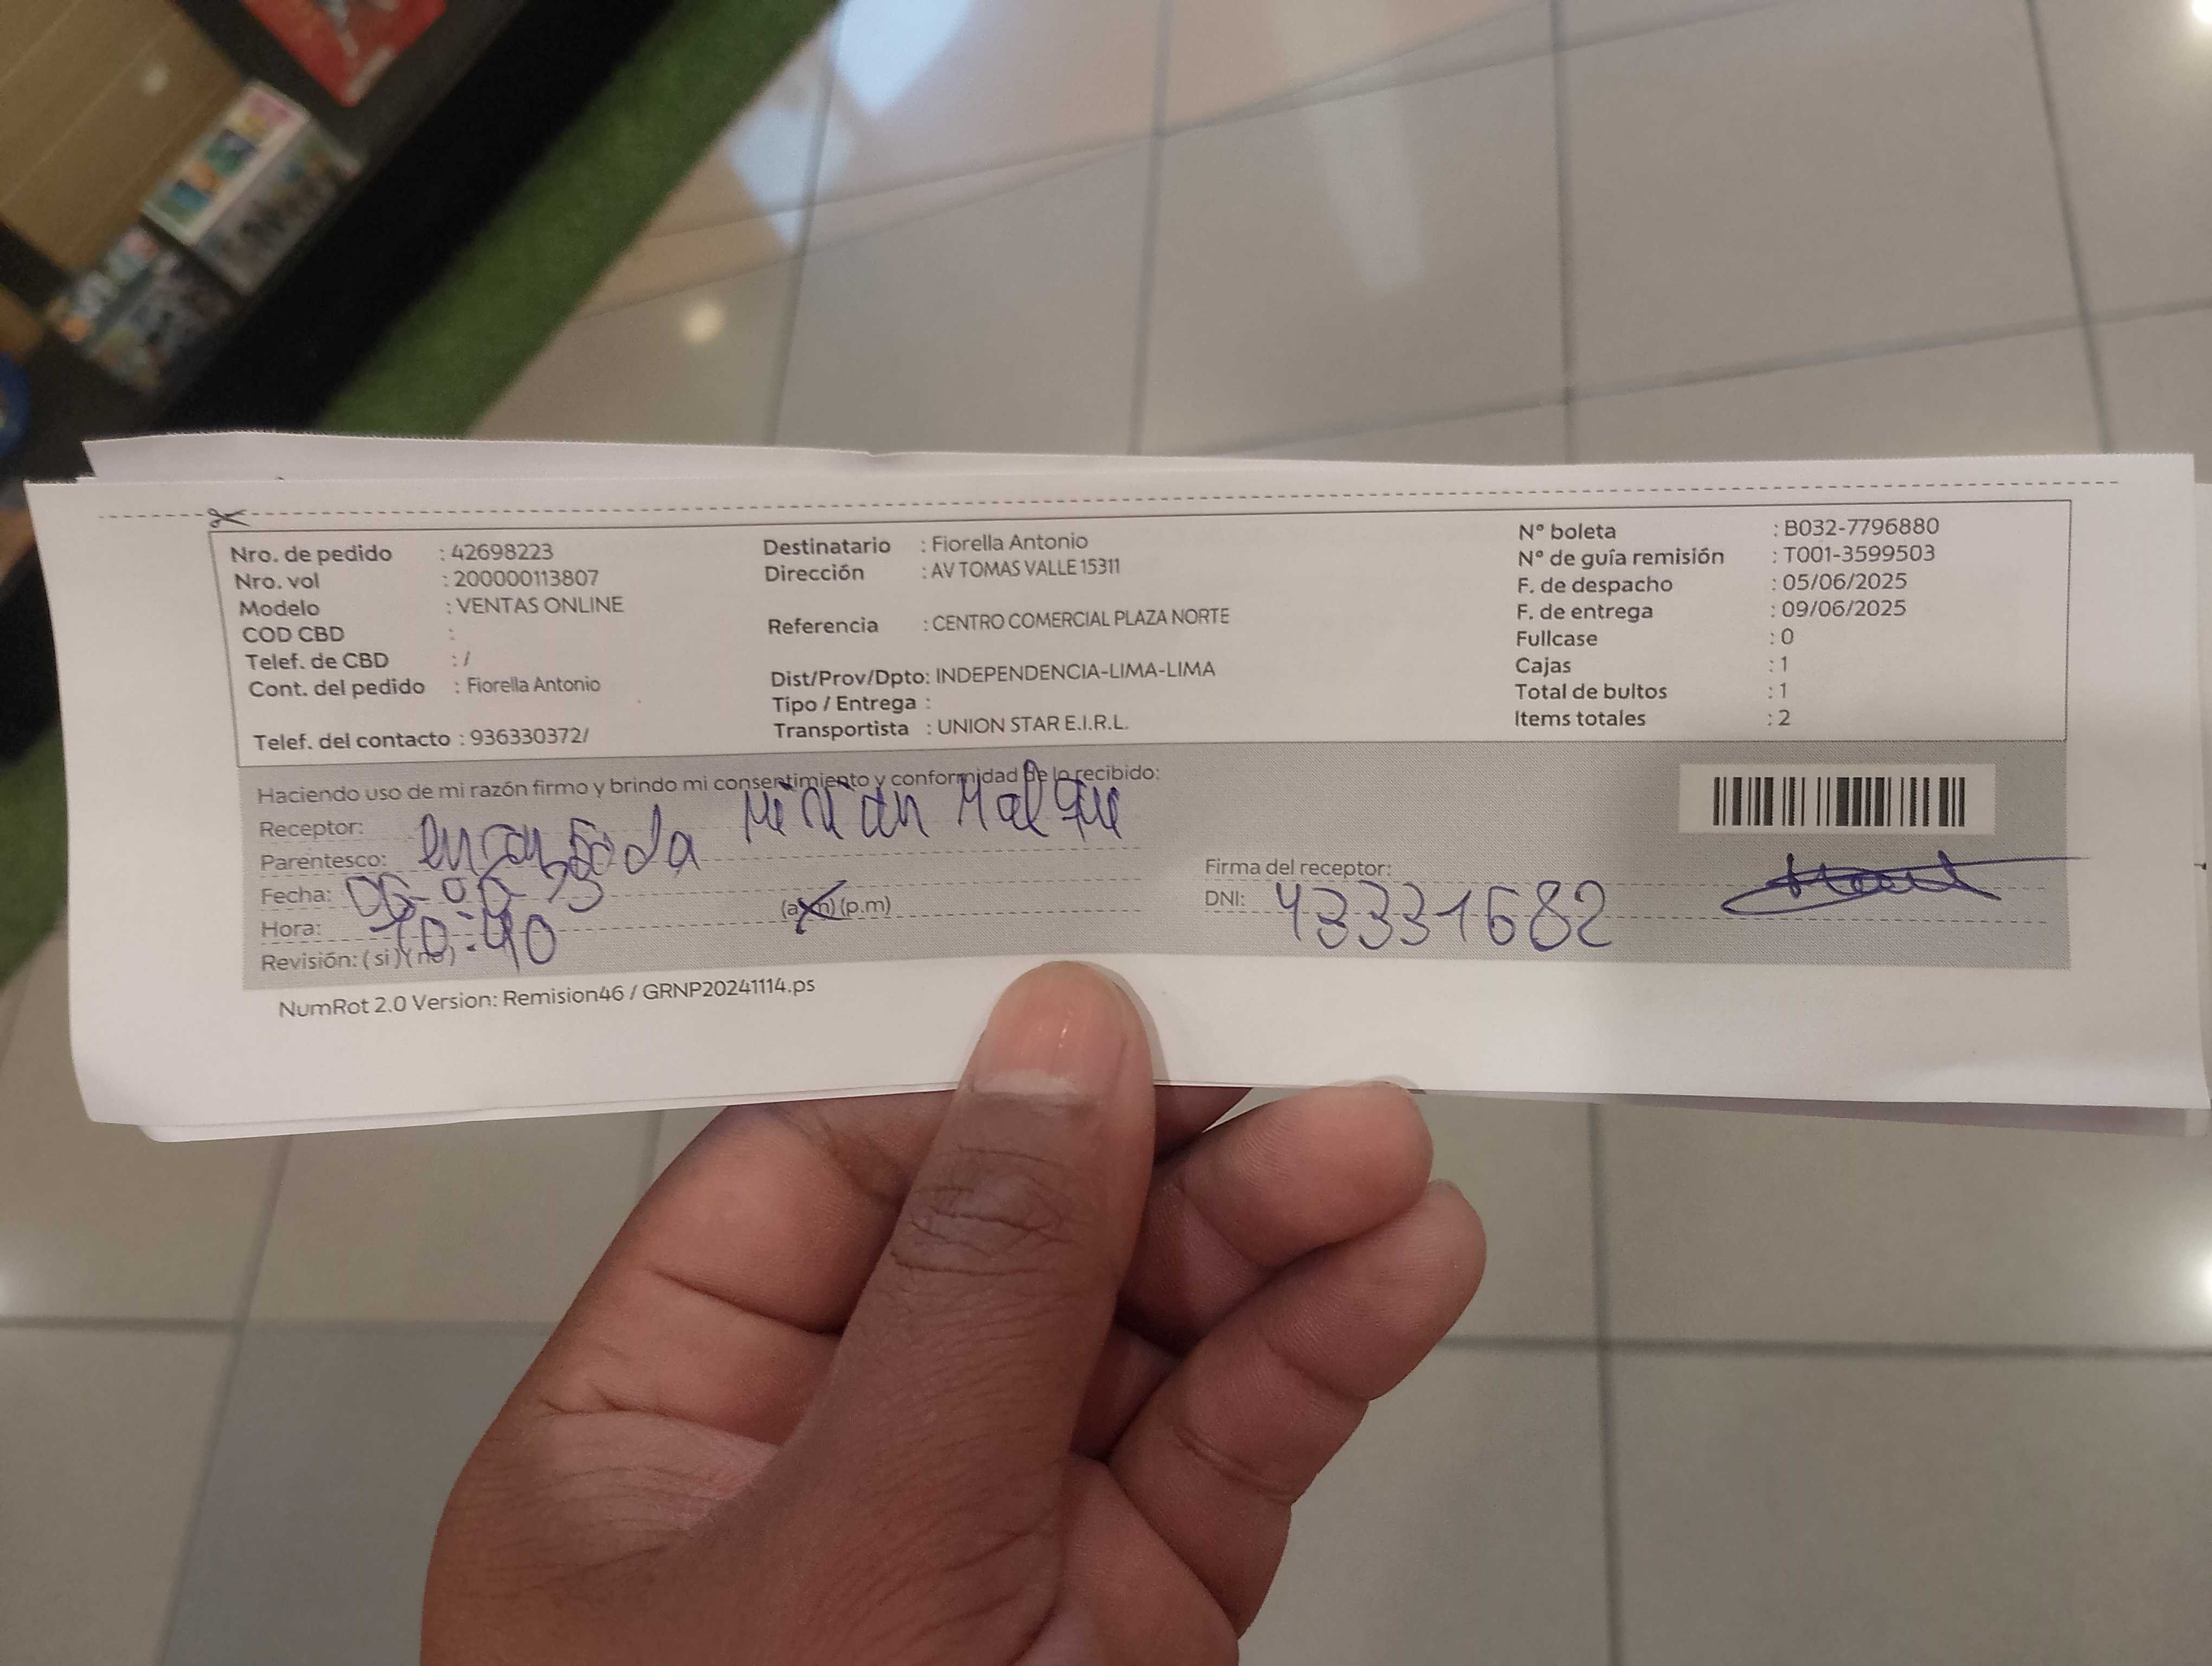 Nro. de pedido : 42698223
Nro. vol : 200000113807
Modelo : VENTAS ONLINE
COD CBD :
Telef. de CBD : /
Cont. del pedido : Fiorella Antonio
Telef. del contacto : 936330372/
Destinatario : Fiorella Antonio
Dirección : AV TOMAS VALLE 15311
Referencia : CENTRO COMERCIAL PLAZA NORTE
Dist/Prov/Dpto: INDEPENDENCIA-LIMA-LIMA
Tipo / Entrega :
Transportista : UNION STAR E.I.R.L.
Nº boleta : B032-7796880
Nº de guía remisión : T001-3599503
F. de despacho : 05/06/2025
F. de entrega : 09/06/2025
Fullcase : 0
Cajas : 1
Total de bultos : 1
Items totales : 2
Haciendo uso de mi razón firmo y brindo mi consentimiento y conformidad de lo recibido:
Receptor:
Parentesco: encargada
Fecha:
Hora: 10:40 (a.m) (p.m)
Revisión: ( si ) ( no )
Firma del receptor:
DNI: 43331682
NumRot 2.0 Version: Remision46 / GRNP20241114.ps